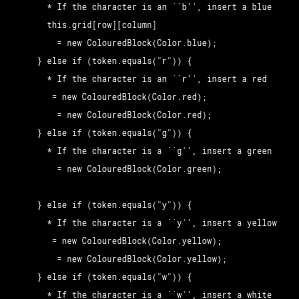 * If the character is an ``b'', insert a blue
this.grid[row][column]
= new ColouredBlock(Color.blue);
} else if (token.equals("r")) {
* If the character is an ``r'', insert a red
= new ColouredBlock(Color.red);
= new ColouredBlock(Color.red);
} else if (token.equals("g")) {
* If the character is a ``g'', insert a green
= new ColouredBlock(Color.green);
} else if (token.equals("y")) {
* If the character is a ``y'', insert a yellow
= new ColouredBlock(Color.yellow);
= new ColouredBlock(Color.yellow);
} else if (token.equals("w")) {
* If the character is a ``w'', insert a white